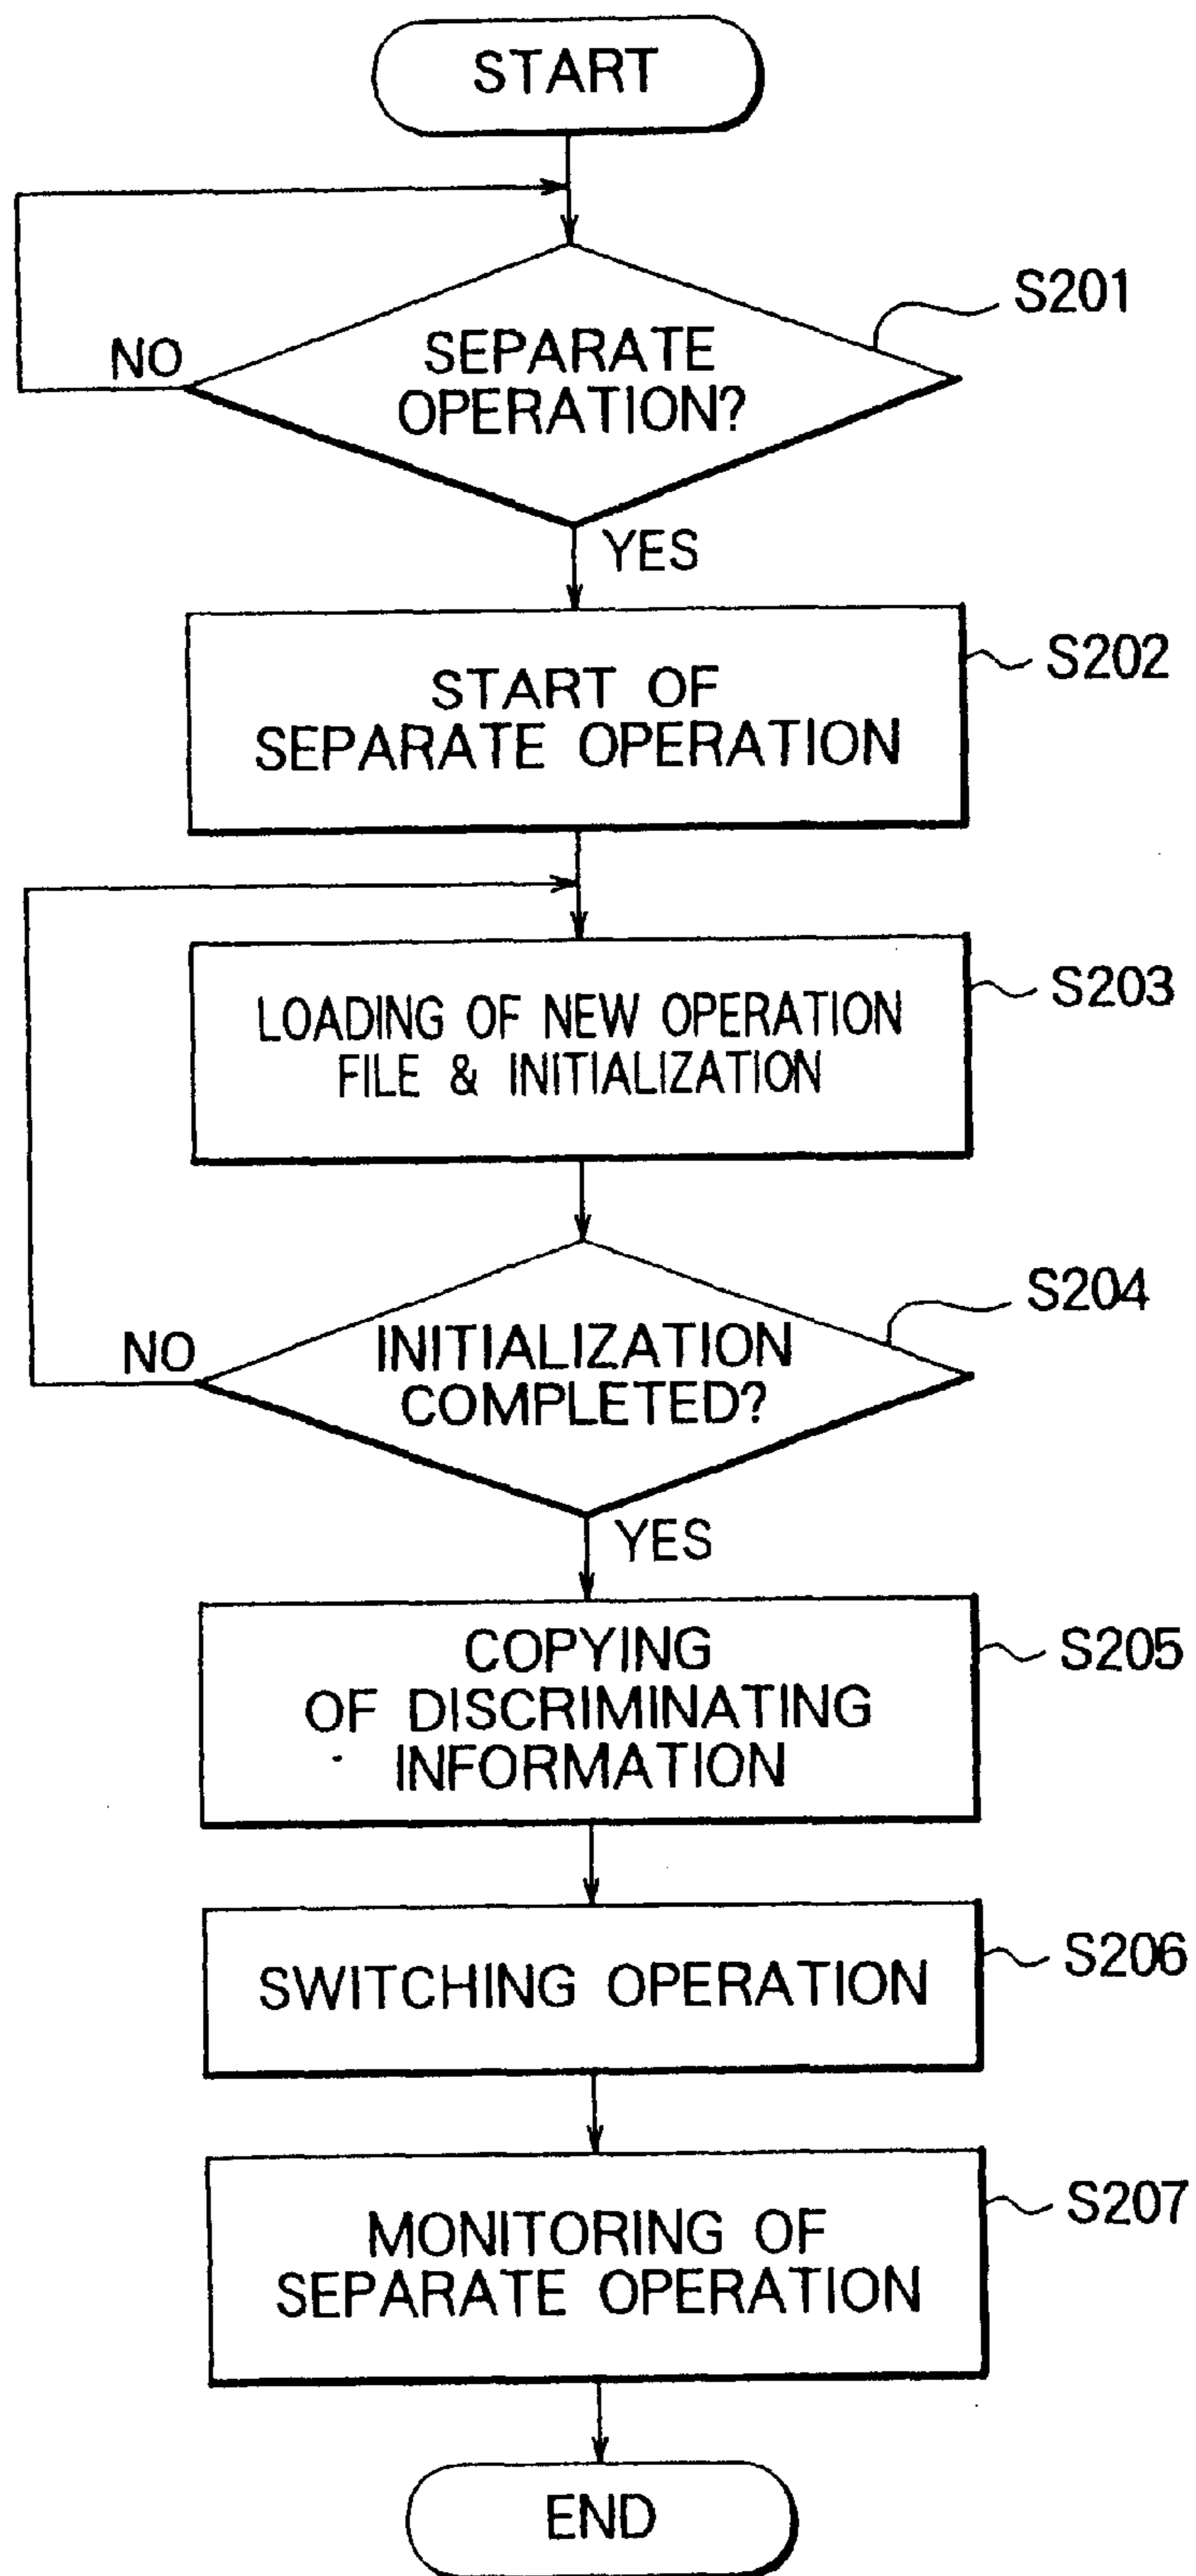 START
S201
SEPARATE
OPERATION?
NO
YES
S202
START OF
SEPARATE OPERATION
S203
LOADING OF NEW OPERATION
FILE & INITIALIZATION
S204
INITIALIZATION
COMPLETED?
NO
YES
S205
COPYING
OF DISCRIMINATING
INFORMATION
S206
SWITCHING OPERATION
S207
MONITORING OF
SEPARATE OPERATION
END